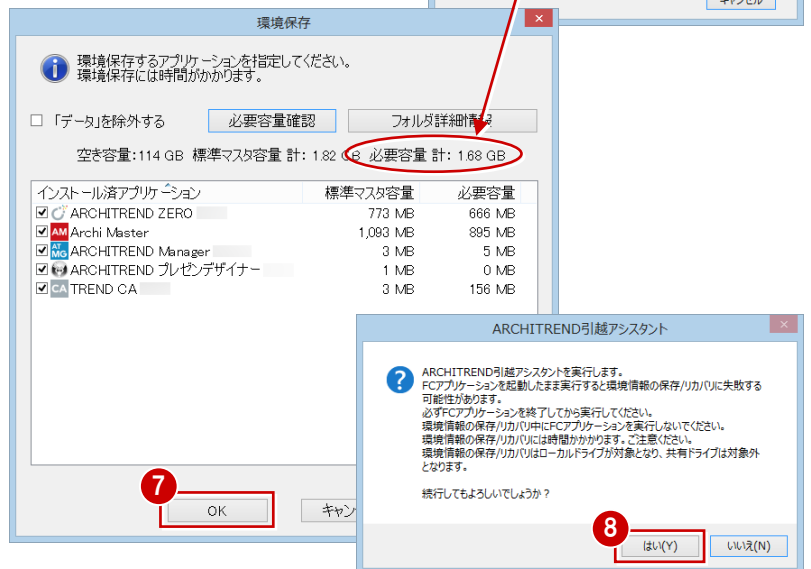 キャンセル
環境保存
環境保存するアプリケーションを指定してください。
環境保存には時間がかかります。
「データ」を除外する 必要容量確認 フォルダ詳細情報
空き容量:114 GB 標準マスタ容量 計: 1.82 GB 必要容量 計: 1.68 GB
インストール済アプリケーション 標準マスタ容量 必要容量
ARCHITREND ZERO 773 MB 666 MB
AM Archi Master 1,093 MB 895 MB
AT MG ARCHITREND Manager 3 MB 5 MB
ARCHITREND プレゼンデザイナー 1 MB 0 MB
CA TREND CA 3 MB 156 MB
7
OK キャン
ARCHITREND引越アシスタント
ARCHITREND引越アシスタントを実行します。
FCアプリケーションを起動したまま実行すると環境情報の保存/リカバリに失敗する
可能性があります。
必ずFCアプリケーションを終了してから実行してください。
環境情報の保存/リカバリ中にFCアプリケーションを実行しないでください。
環境情報の保存/リカバリには時間がかかります。ご注意ください。
環境情報の保存/リカバリはローカルドライブが対象となり、共有ドライブは対象外
となります。
続行してもよろしいでしょうか？
8
はい(Y) いいえ(N)